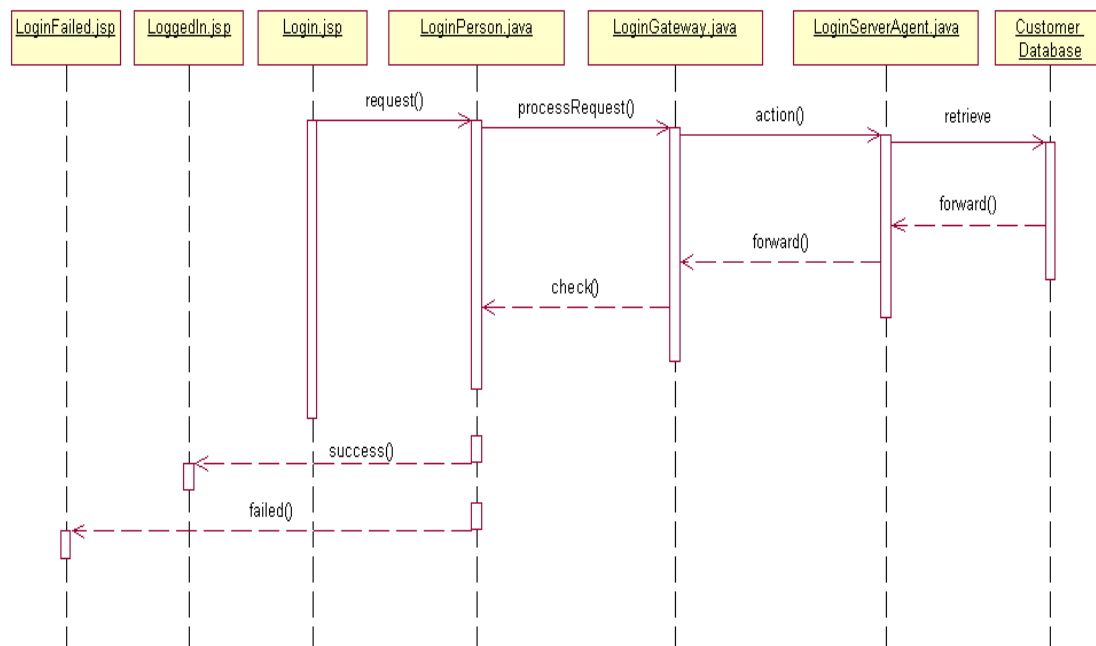 LoginFailed.jsp
LoggedIn.jsp
Login.jsp
LoginPerson.java
LoginGateway.java
LoginServerAgent.java
Customer
Database
request()
processRequest()
action()
retrieve
forward()
forward()
check()
success()
failed()